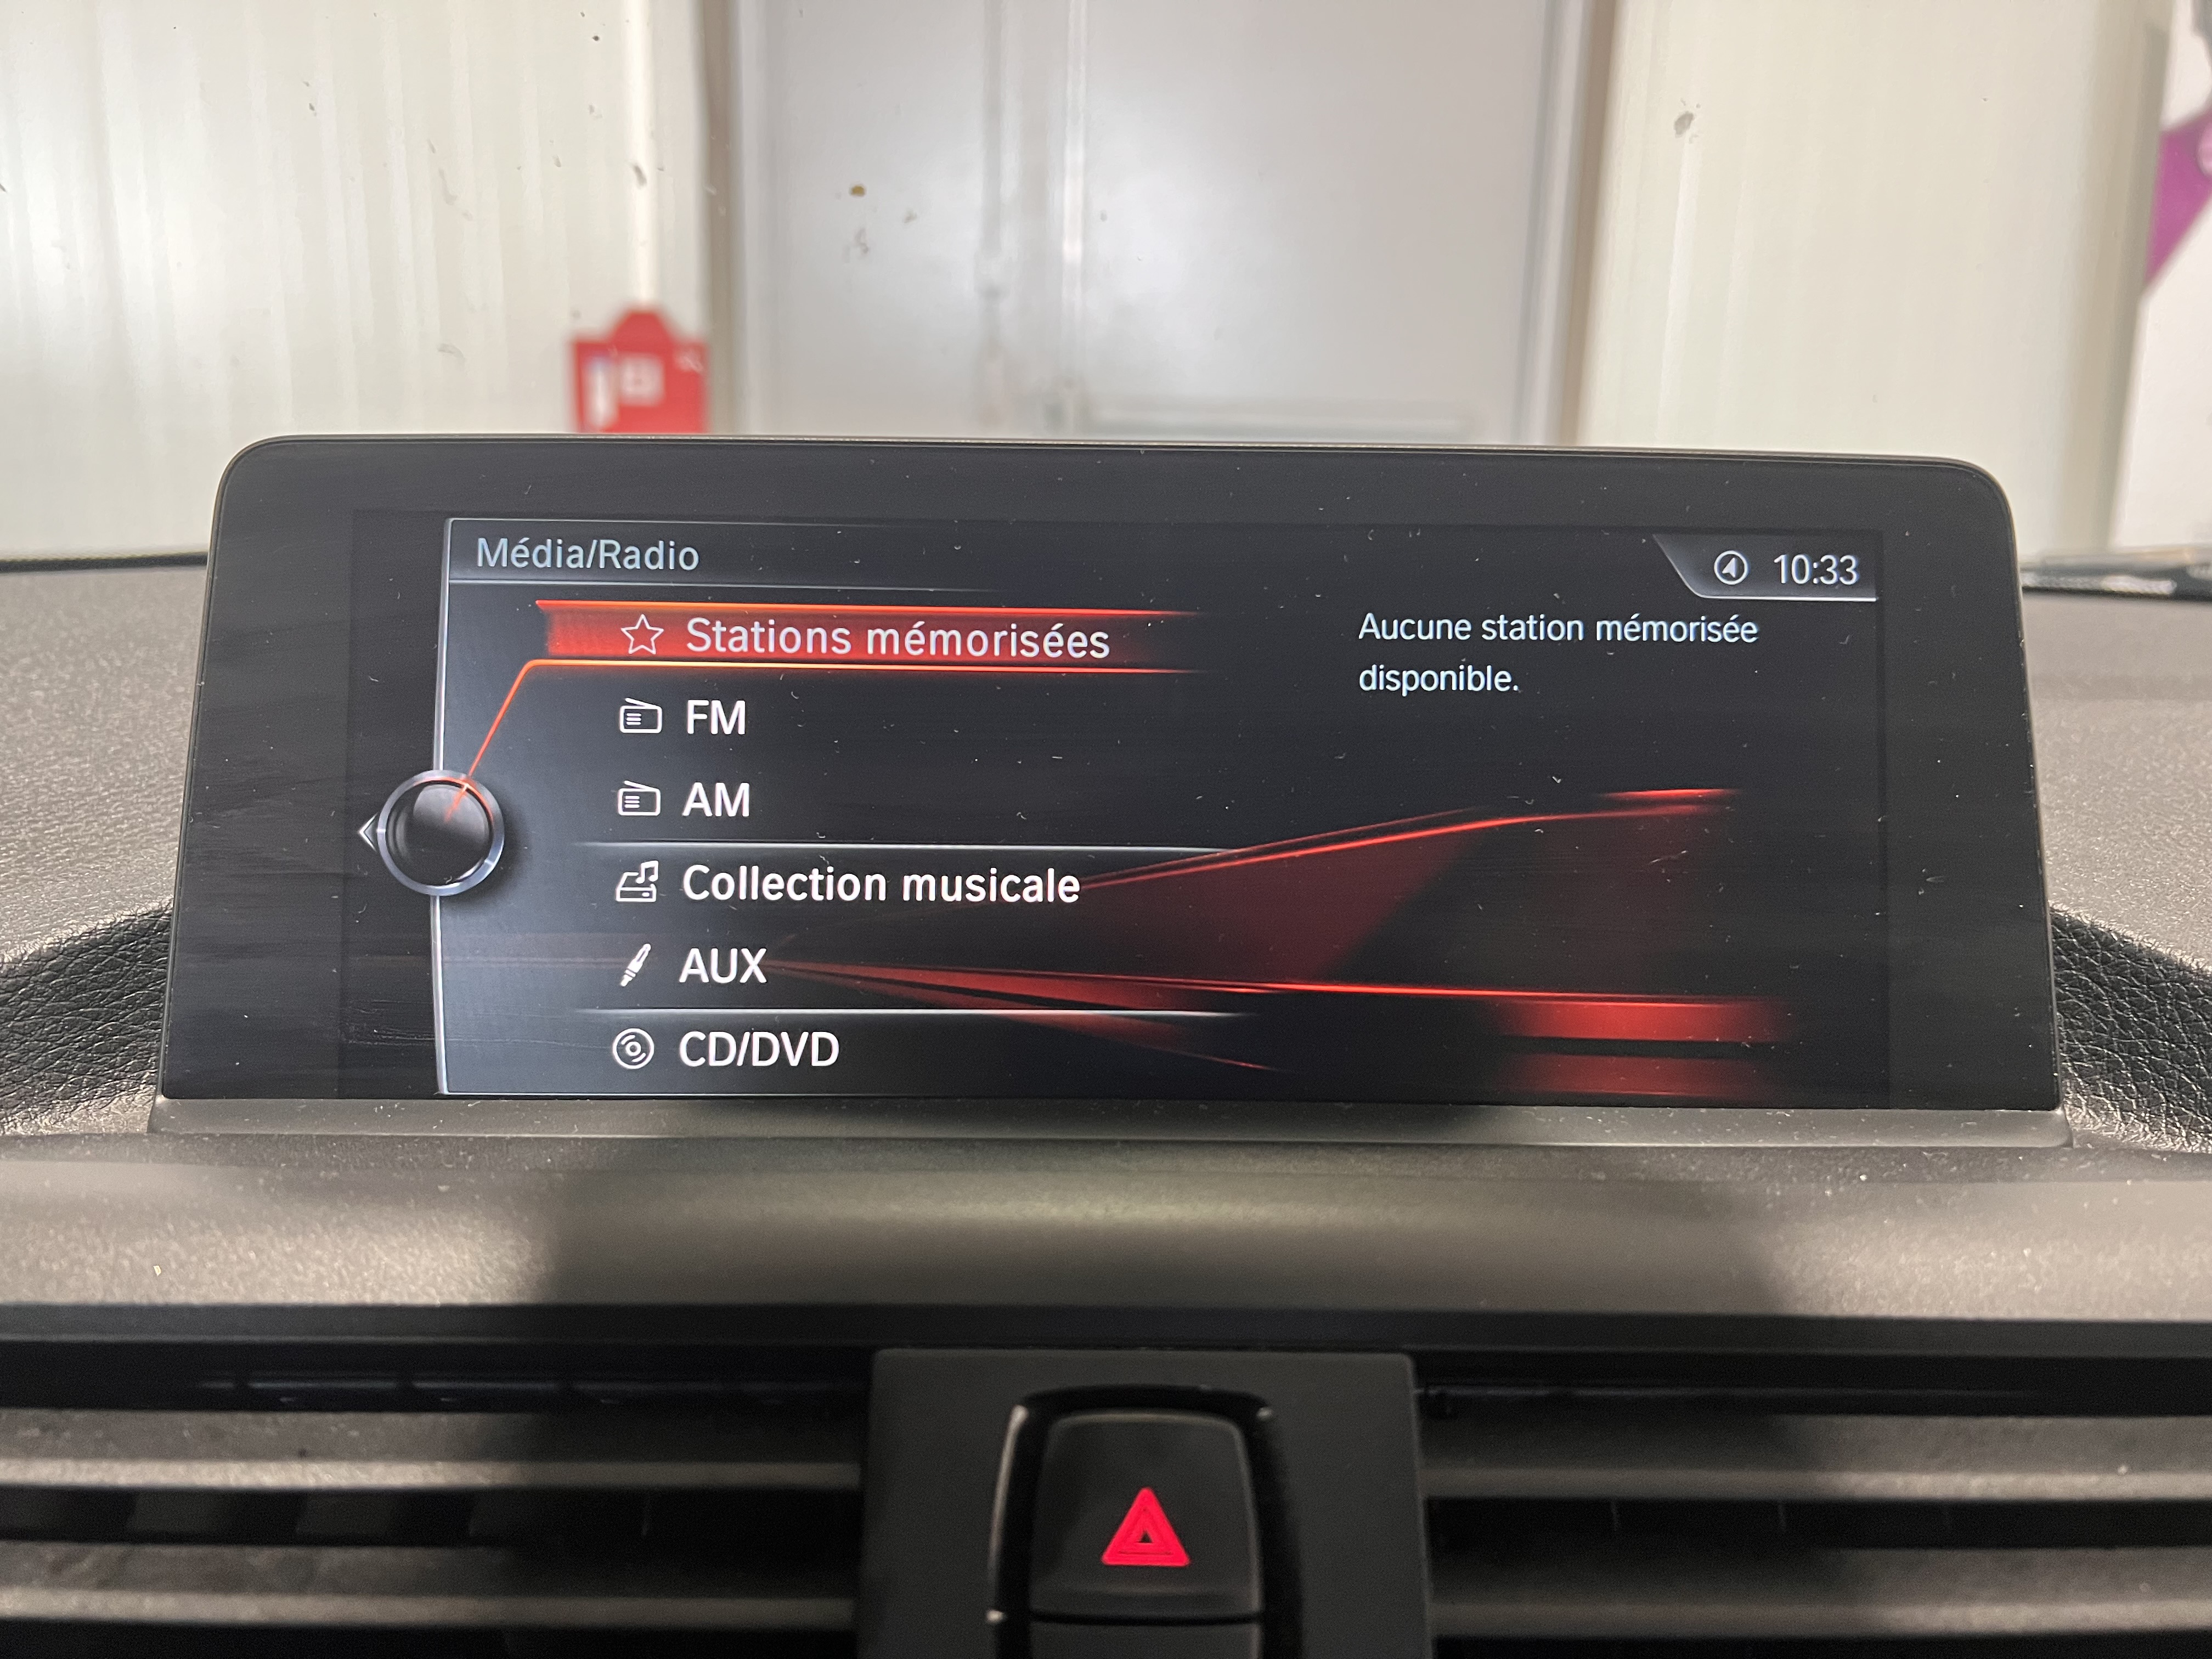 Média/Radio
10:33
Stations mémorisées
Aucune station mémorisée
disponible.
FM
AM
Collection musicale
AUX
CD/DVD